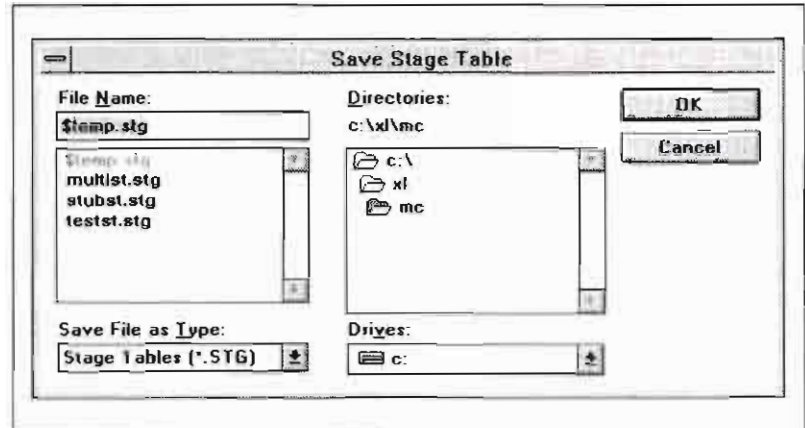 Save Stage Table
File Name:
$temp.stg
$temp.stg
multist.stg
stubst.stg
testst.stg
Save File as Type:
Stage Tables (*.STG)
Directories:
c:\xl\mc
c:\
xl
mc
Drives:
c:
OK
Cancel